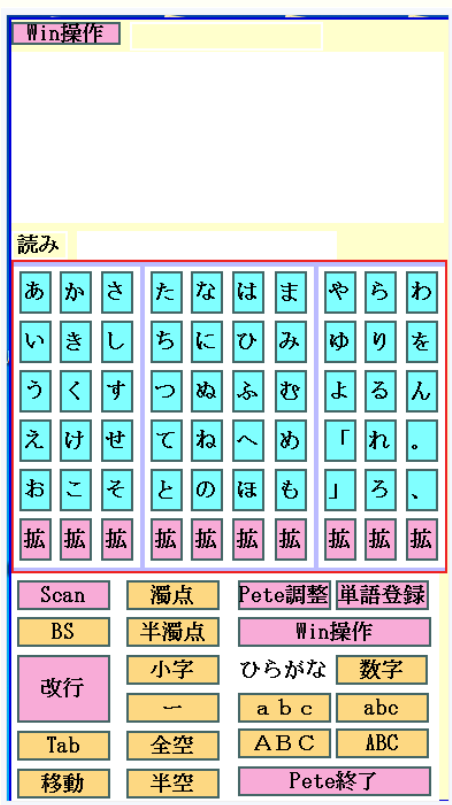 Win操作
読み
あ か さ た な は ま や ら わ
い き し ち に ひ み ゆ り を
う く す つ ぬ ふ む よ る ん
え け せ て ね へ め 「 れ 。
お こ そ と の ほ も 」 ろ 、
拡 拡 拡 拡 拡 拡 拡 拡 拡 拡
Scan 濁点 Pete調整 単語登録
BS 半濁点 Win操作
改行 小字 ひらがな 数字
ー ａｂｃ abc
Tab 全空 ＡＢＣ ABC
移動 半空 Pete終了